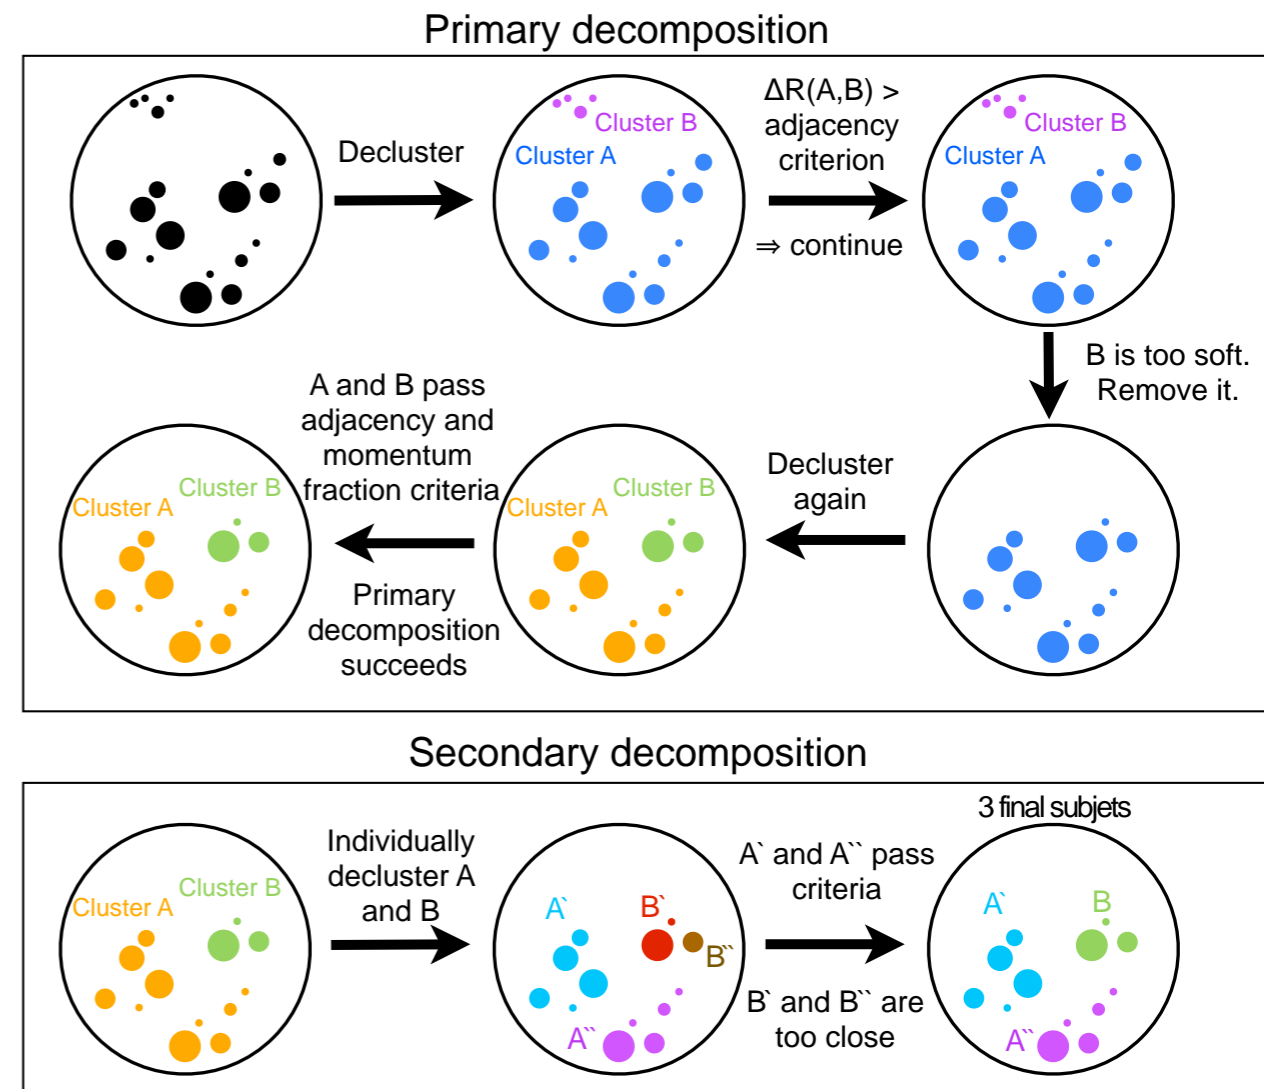 Primary decomposition
Decluster
Cluster B
Cluster A
ΔR(A,B) >
adjacency
criterion
⇒ continue
Cluster B
Cluster A
B is too soft.
Remove it.
Decluster
again
Cluster B
Cluster A
A and B pass
adjacency and
momentum
fraction criteria
Primary
decomposition
succeeds
Cluster B
Cluster A
Secondary decomposition
Cluster B
Cluster A
Individually
decluster A
and B
A`
B`
B``
A``
A` and A`` pass
criteria
B` and B`` are
too close
3 final subjets
A`
B
A``